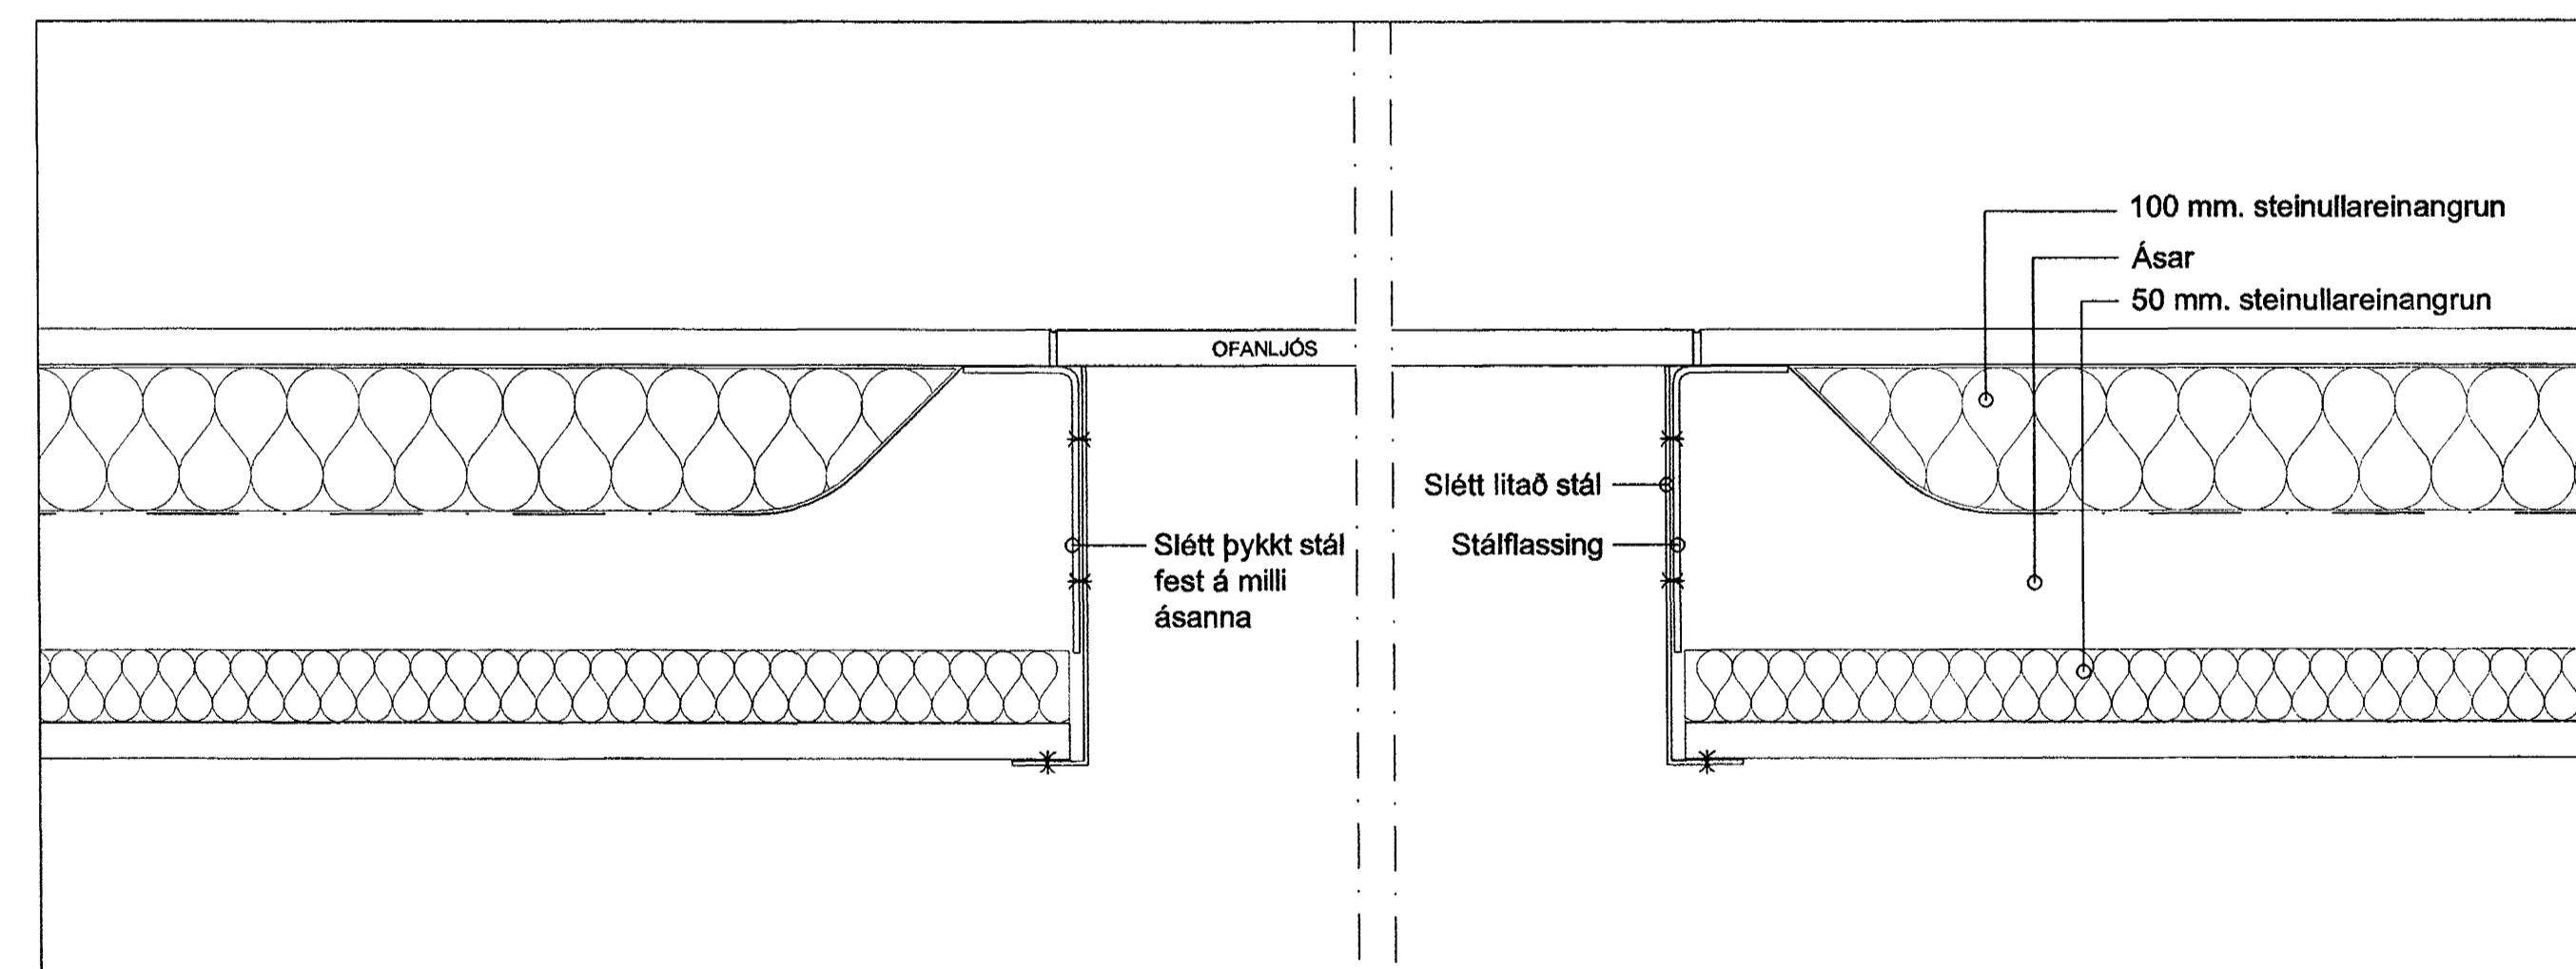 100 mm. steinullareinangrun
Ásar
50 mm. steinullareinangrun
OFANLJÓS
Slétt litað stál
Stálflassing
Slétt þykkt stál
fest á milli
ásanna